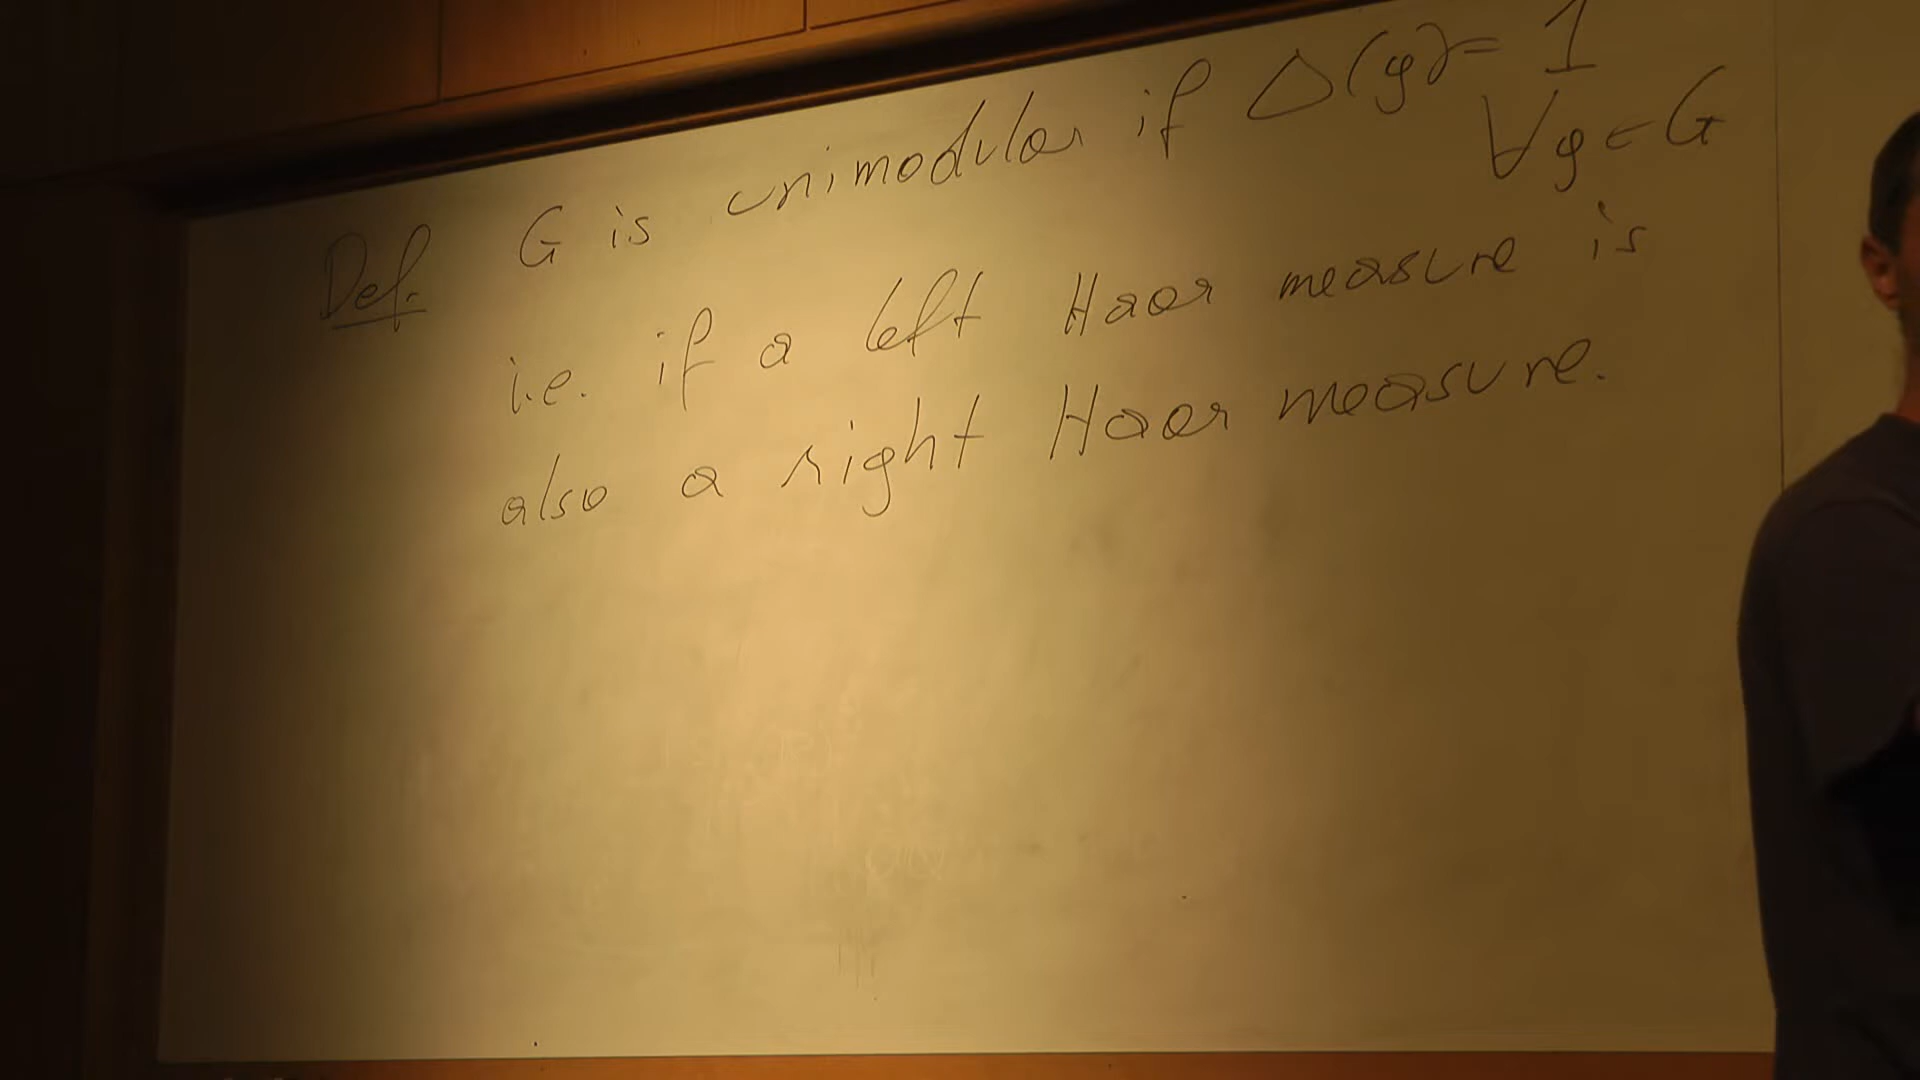 Def. G is unimodular if Δ(g) = 1
∀g ∈ G
i.e. if a left Haar measure is
also a right Haar measure.